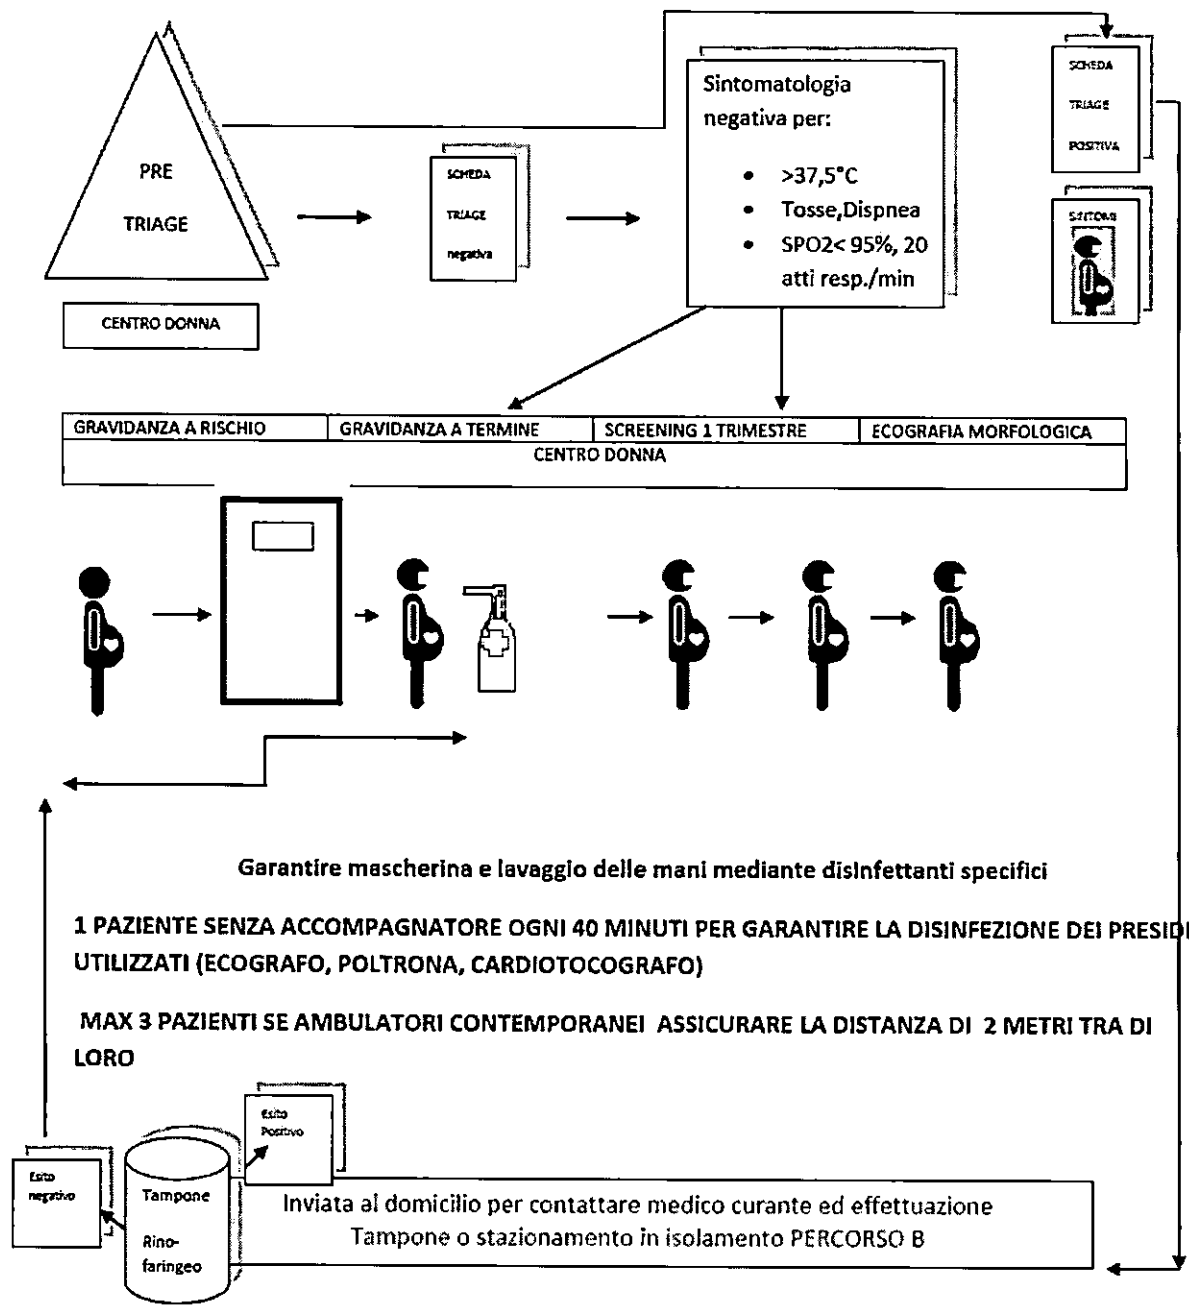 PRE
TRIAGE
CENTRO DONNA
SCHEDA
TRIAGE
negativa
Sintomatologia
negativa per:
• >37,5°C
• Tosse,Dispnea
• SPO2< 95%, 20
atti resp./min
SCHEDA
TRIAGE
POSITIVA
SINTOMI
GRAVIDANZA A RISCHIO
GRAVIDANZA A TERMINE
SCREENING 1 TRIMESTRE
ECOGRAFIA MORFOLOGICA
CENTRO DONNA
Garantire mascherina e lavaggio delle mani mediante disinfettanti specifici
1 PAZIENTE SENZA ACCOMPAGNATORE OGNI 40 MINUTI PER GARANTIRE LA DISINFEZIONE DEI PRESIDI
UTILIZZATI (ECOGRAFO, POLTRONA, CARDIOTOCOGRAFO)
MAX 3 PAZIENTI SE AMBULATORI CONTEMPORANEI ASSICURARE LA DISTANZA DI 2 METRI TRA DI
LORO
Esito
Positivo
Esito
negativo
Tampone
Rino-
faringeo
Inviata al domicilio per contattare medico curante ed effettuazione
Tampone o stazionamento in isolamento PERCORSO B